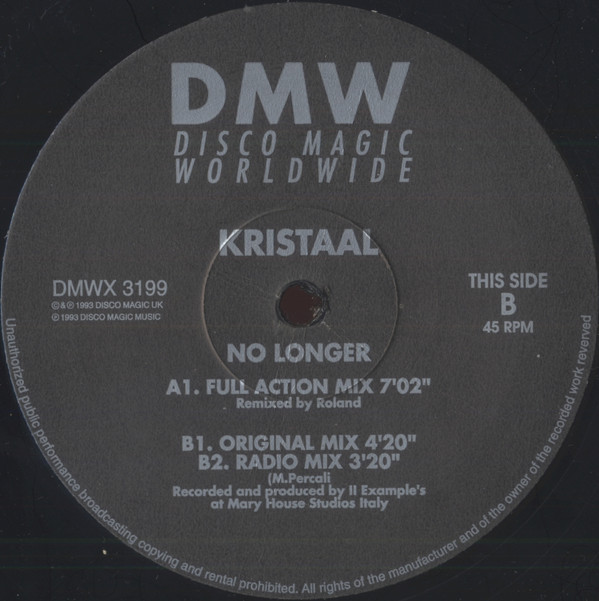 DMW
DISCO MAGIC
WORLDWIDE
KRISTAAL
DMWX 3199
©&℗ 1993 DISCO MAGIC UK
℗ 1993 DISCO MAGIC MUSIC
THIS SIDE
B
45 RPM
NO LONGER
A1. FULL ACTION MIX 7'02"
Remixed by Roland
B1. ORIGINAL MIX 4'20"
B2. RADIO MIX 3'20"
(M.Percali
Recorded and produced by II Example's
at Mary House Studios Italy
Unauthorized public performance broadcasting copying and rental prohibited. All rights of the manufacturer and of the owner of the recorded work reverved